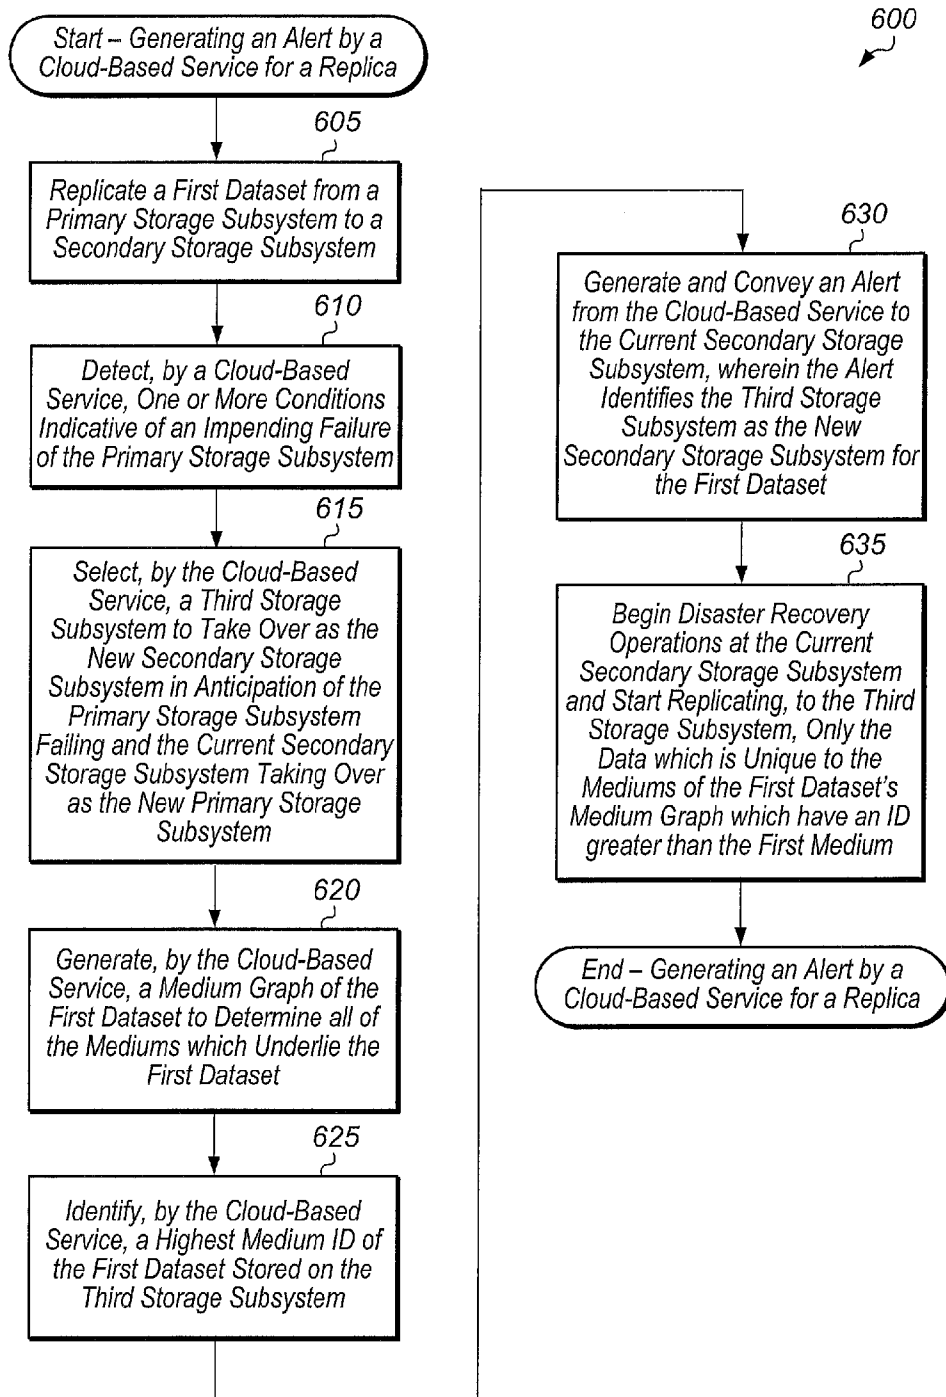 600
Start – Generating an Alert by a
Cloud-Based Service for a Replica
605
Replicate a First Dataset from a
Primary Storage Subsystem to a
Secondary Storage Subsystem
610
Detect, by a Cloud-Based
Service, One or More Conditions
Indicative of an Impending Failure
of the Primary Storage Subsystem
615
Select, by the Cloud-Based
Service, a Third Storage
Subsystem to Take Over as the
New Secondary Storage
Subsystem in Anticipation of the
Primary Storage Subsystem
Failing and the Current Secondary
Storage Subsystem Taking Over
as the New Primary Storage
Subsystem
620
Generate, by the Cloud-Based
Service, a Medium Graph of the
First Dataset to Determine all of
the Mediums which Underlie the
First Dataset
625
Identify, by the Cloud-Based
Service, a Highest Medium ID of
the First Dataset Stored on the
Third Storage Subsystem
630
Generate and Convey an Alert
from the Cloud-Based Service to
the Current Secondary Storage
Subsystem, wherein the Alert
Identifies the Third Storage
Subsystem as the New
Secondary Storage Subsystem for
the First Dataset
635
Begin Disaster Recovery
Operations at the Current
Secondary Storage Subsystem
and Start Replicating, to the Third
Storage Subsystem, Only the
Data which is Unique to the
Mediums of the First Dataset's
Medium Graph which have an ID
greater than the First Medium
End – Generating an Alert by a
Cloud-Based Service for a Replica